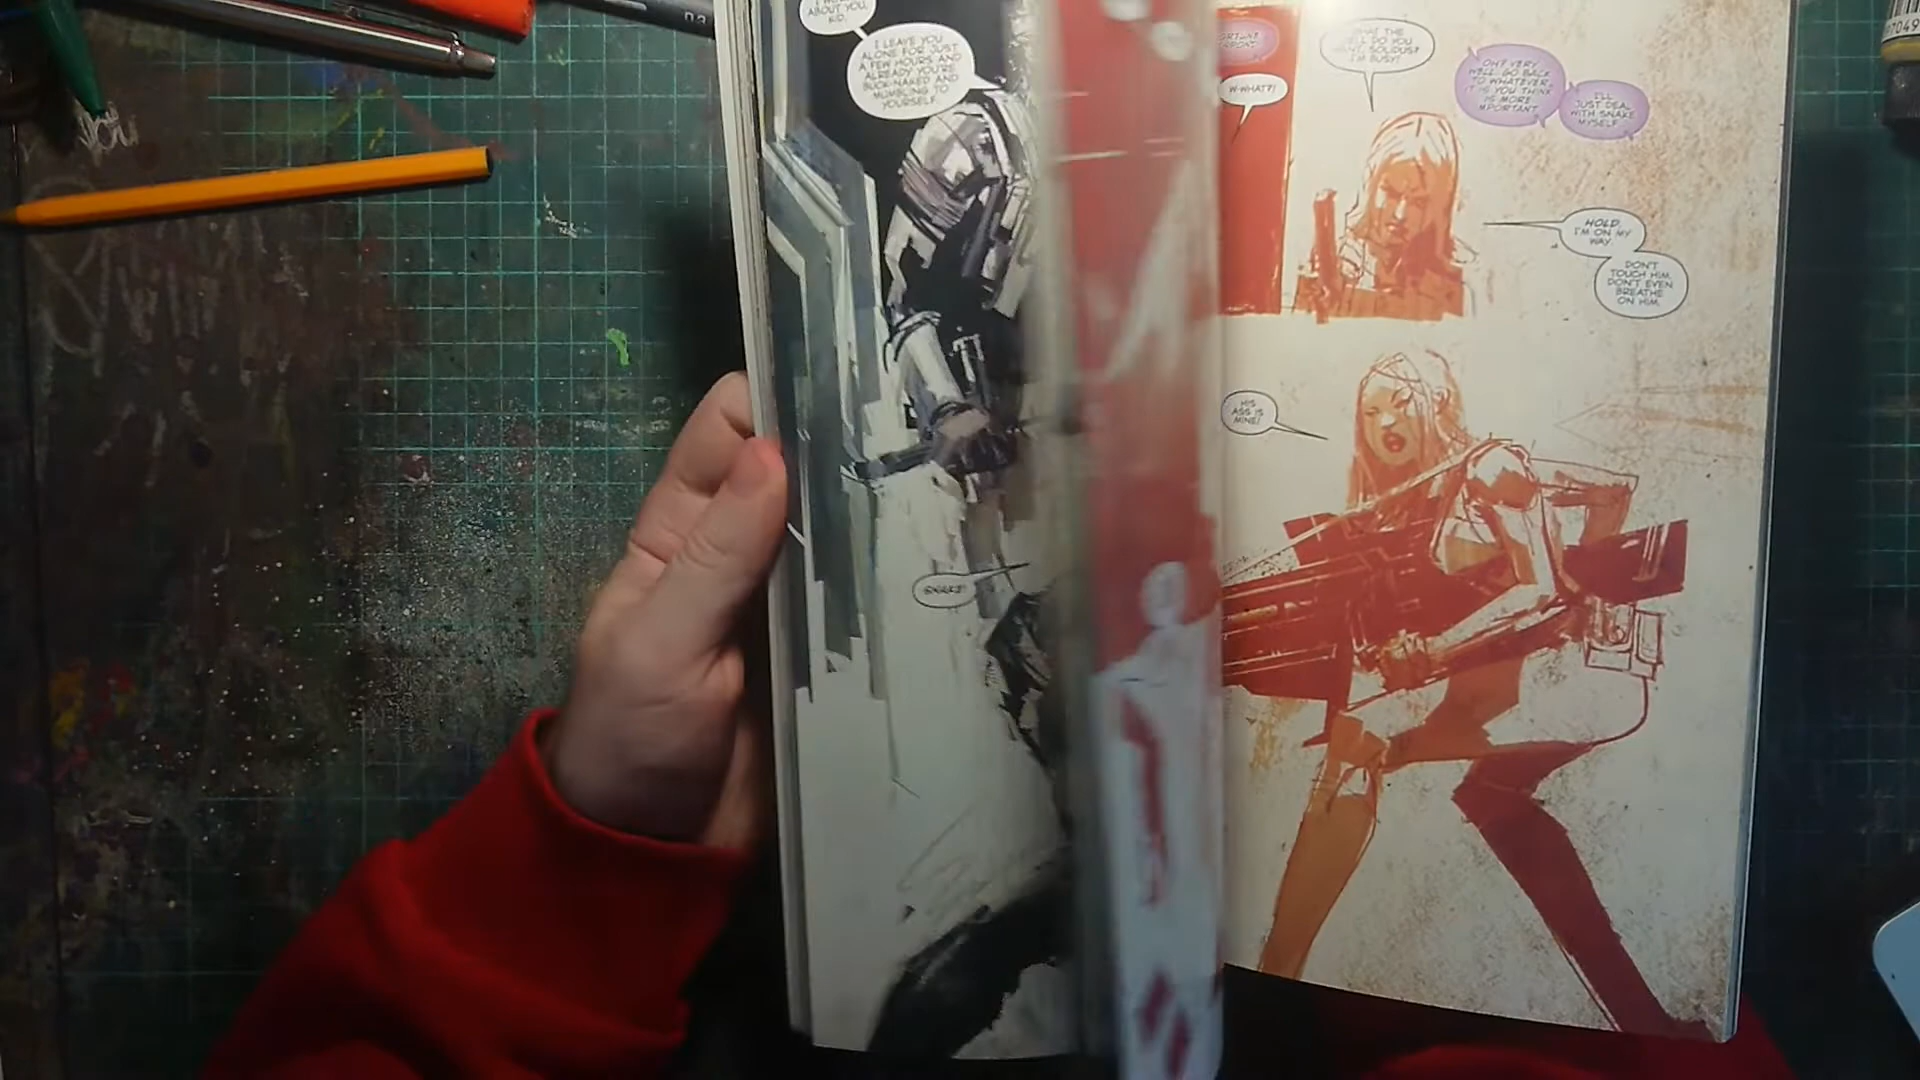 ABOUT YOU,
KID.
I LEAVE YOU
ALONE FOR JUST
A FEW HOURS AND
ALREADY YOU'RE
BUCK-NAKED AND
MUMBLING TO
YOURSELF.
SNAKE!
W-WHAT?!
THE
DO YOU
SOLIDUS?
I'M BUSY!
OH? VERY
WELL. GO BACK
TO WHATEVER
IT IS YOU THINK
IS MORE
IMPORTANT.
I'LL
JUST DEAL
WITH SNAKE
MYSELF.
HOLD.
I'M ON MY
WAY.
DON'T
TOUCH HIM.
DON'T EVEN
BREATHE
ON HIM.
HIS
ASS IS
MINE!
you